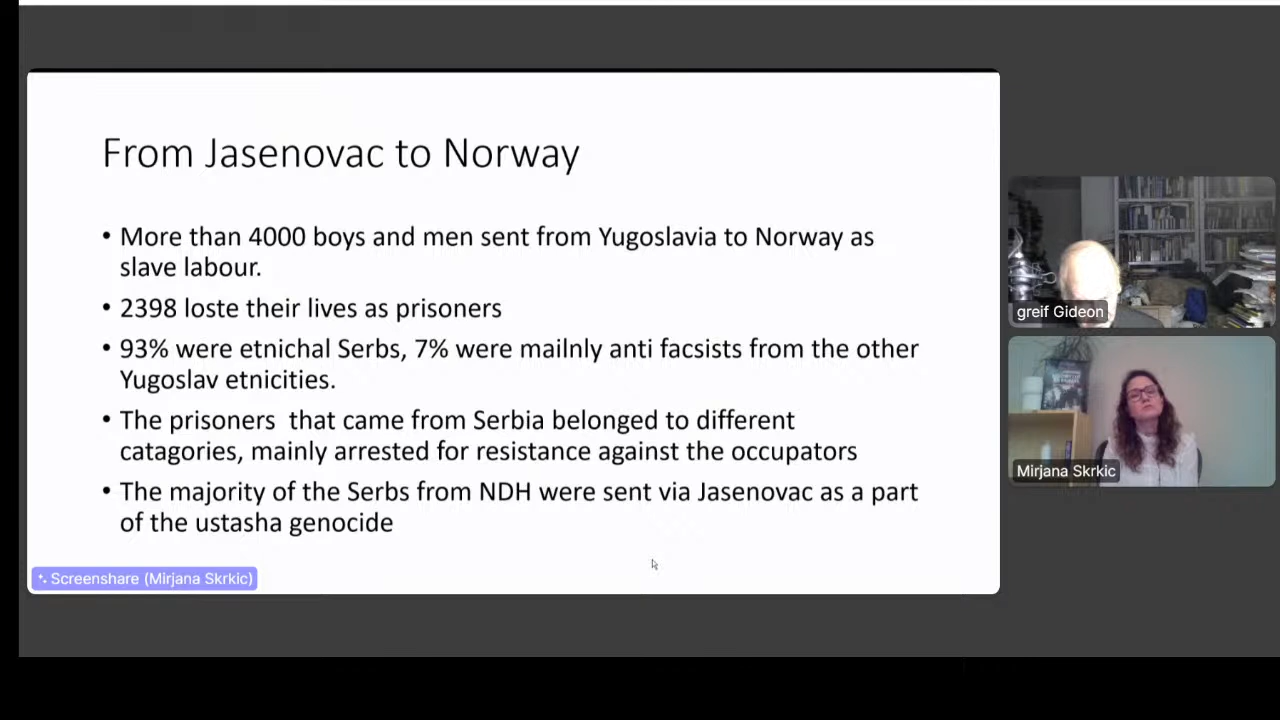 From Jasenovac to Norway
• More than 4000 boys and men sent from Yugoslavia to Norway as
slave labour.
• 2398 loste their lives as prisoners
• 93% were etnichal Serbs, 7% were mailnly anti facsists from the other
Yugoslav etnicities.
• The prisoners  that came from Serbia belonged to different
catagories, mainly arrested for resistance against the occupators
• The majority of the Serbs from NDH were sent via Jasenovac as a part
of the ustasha genocide
Screenshare (Mirjana Skrkic)
greif Gideon
Mirjana Skrkic